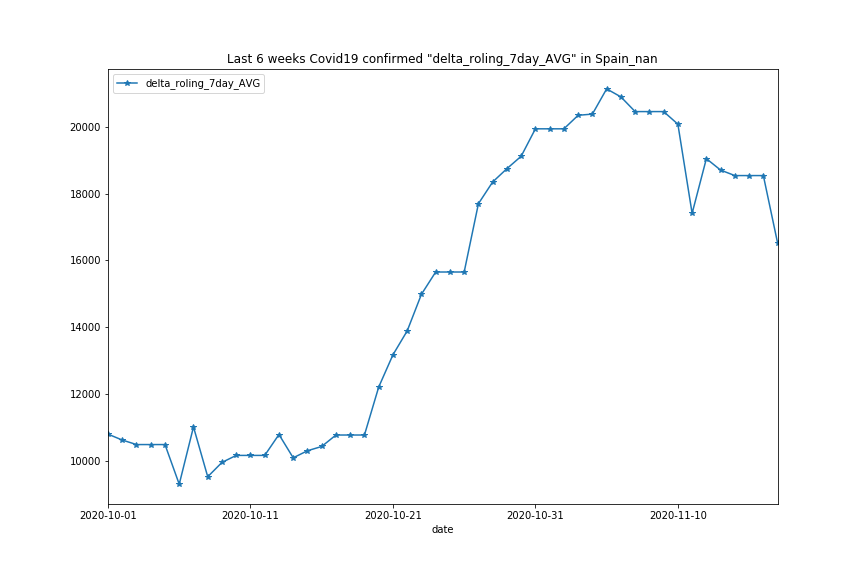 Last 6 weeks Covid19 confirmed "delta_roling_7day_AVG" in Spain_nan
delta_roling_7day_AVG
20000
18000
16000
14000
12000
10000
2020-10-01 2020-10-11 2020-10-21 2020-10-31 2020-11-10
date